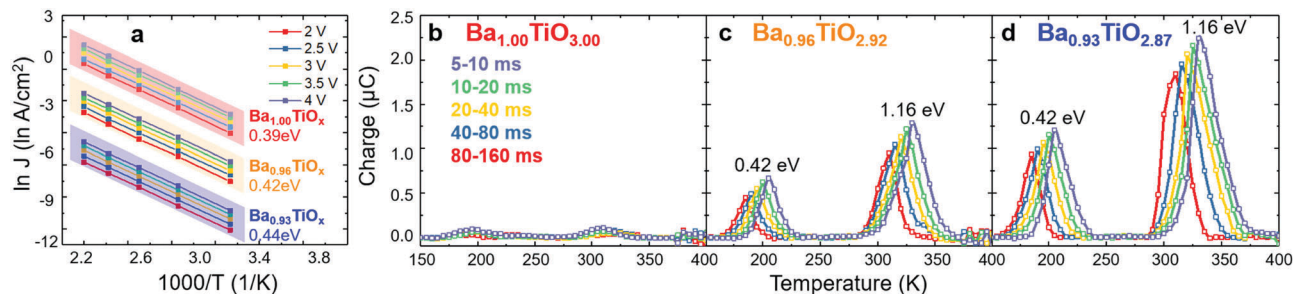 a
ln J (ln A/cm²)
0
-3
-6
-9
-12
2 V
2.5 V
3 V
3.5 V
4 V
Ba1.00TiOx
0.39eV
Ba0.96TiOx
0.42eV
Ba0.93TiOx
0.44eV
2.2 2.6 3.0 3.4 3.8
1000/T (1/K)
Charge (µC)
2.5
2.0
1.5
1.0
0.5
0.0
b Ba1.00TiO3.00
5-10 ms
10-20 ms
20-40 ms
40-80 ms
80-160 ms
150 200 250 300 350 400
c Ba0.96TiO2.92
0.42 eV
1.16 eV
200 250 300 350 400
d Ba0.93TiO2.87
0.42 eV
1.16 eV
200 250 300 350 400
Temperature (K)